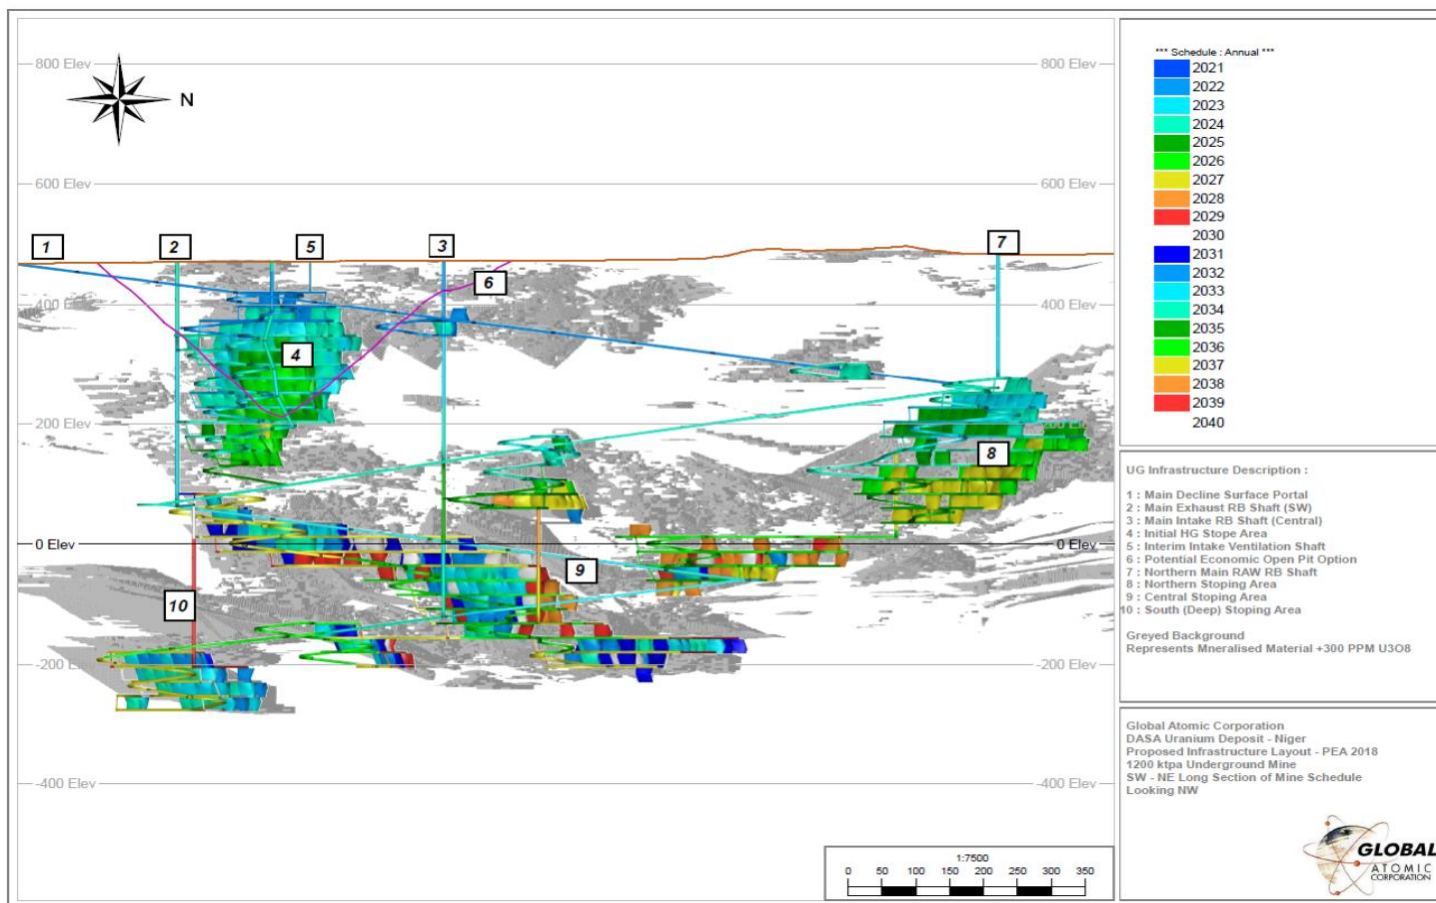 800 Elev
800 Elev
N
600 Elev
600 Elev
1
2
5
3
6
7
400 Elev
400 Elev
4
200 Elev
200 Elev
8
0 Elev
0 Elev
9
10
-200 Elev
-200 Elev
-400 Elev
-400 Elev
1:7500
0 50 100 150 200 250 300 350
*** Schedule : Annual ***
2021
2022
2023
2024
2025
2026
2027
2028
2029
2030
2031
2032
2033
2034
2035
2036
2037
2038
2039
2040
UG Infrastructure Description :
1 : Main Decline Surface Portal
2 : Main Exhaust RB Shaft (SW)
3 : Main Intake RB Shaft (Central)
4 : Initial HG Stope Area
5 : Interim Intake Ventilation Shaft
6 : Potential Economic Open Pit Option
7 : Northern Main RAW RB Shaft
8 : Northern Stoping Area
9 : Central Stoping Area
10 : South (Deep) Stoping Area
Greyed Background
Represents Mneralised Material +300 PPM U3O8
Global Atomic Corporation
DASA Uranium Deposit - Niger
Proposed Infrastructure Layout - PEA 2018
1200 ktpa Underground Mine
SW - NE Long Section of Mine Schedule
Looking NW
GLOBAL
ATOMIC
CORPORATION